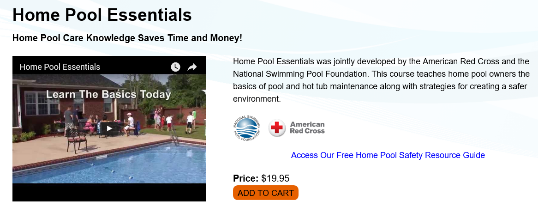 Home Pool Essentials
Home Pool Care Knowledge Saves Time and Money!
Home Pool Essentials
Learn The Basics Today
Home Pool Essentials was jointly developed by the American Red Cross and the
National Swimming Pool Foundation. This course teaches home pool owners the
basics of pool and hot tub maintenance along with strategies for creating a safer
environment.
American
Red Cross
Access Our Free Home Pool Safety Resource Guide
Price: $19.95
ADD TO CART